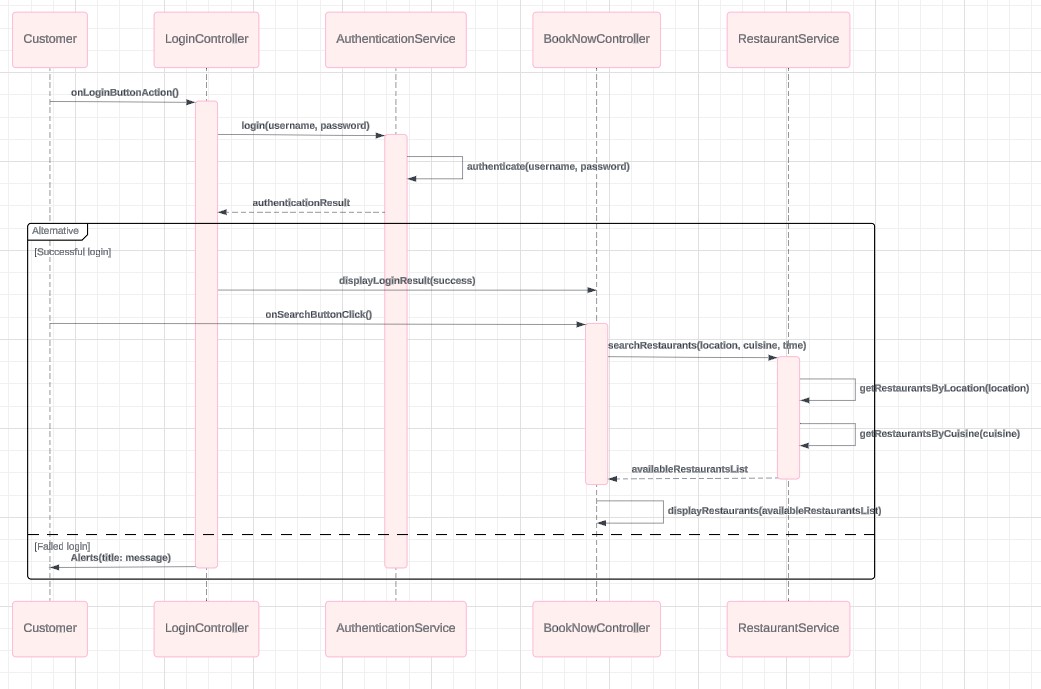 Customer
LoginController
AuthenticationService
BookNowController
RestaurantService
onLoginButtonAction()
login(username, password)
authenticate(username, password)
authenticationResult
Alternative
[Successful login]
displayLoginResult(success)
onSearchButtonClick()
searchRestaurants(location, cuisine, time)
getRestaurantsByLocation(location)
getRestaurantsByCuisine(cuisine)
availableRestaurantsList
displayRestaurants(availableRestaurantsList)
[Failed login]
Alerts(title: message)
Customer
LoginController
AuthenticationService
BookNowController
RestaurantService